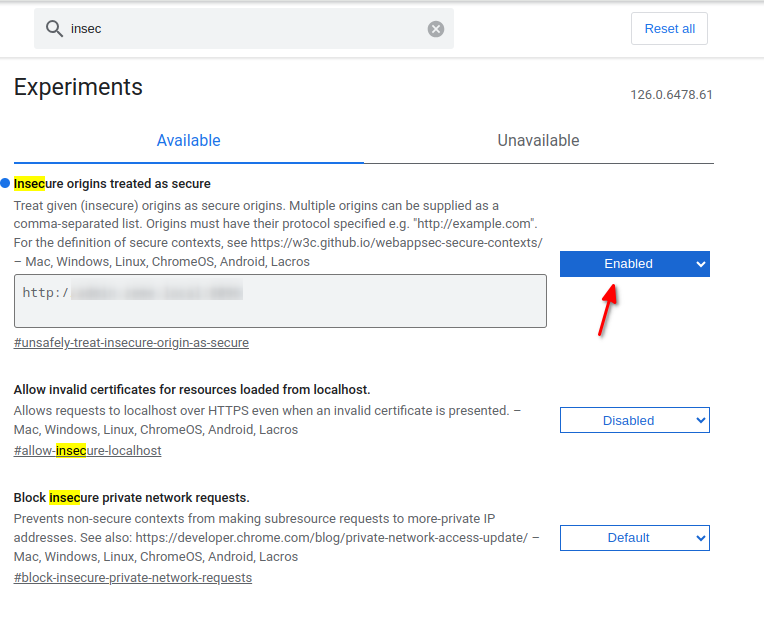 insec
Reset all
Experiments
126.0.6478.61
Available
Unavailable
Insecure origins treated as secure
Treat given (insecure) origins as secure origins. Multiple origins can be supplied as a
comma-separated list. Origins must have their protocol specified e.g. "http://example.com".
For the definition of secure contexts, see https://w3c.github.io/webappsec-secure-contexts/
– Mac, Windows, Linux, ChromeOS, Android, Lacros
Enabled
http:/
#unsafely-treat-insecure-origin-as-secure
Allow invalid certificates for resources loaded from localhost.
Allows requests to localhost over HTTPS even when an invalid certificate is presented. –
Mac, Windows, Linux, ChromeOS, Android, Lacros
Disabled
#allow-insecure-localhost
Block insecure private network requests.
Prevents non-secure contexts from making subresource requests to more-private IP
addresses. See also: https://developer.chrome.com/blog/private-network-access-update/ –
Mac, Windows, Linux, ChromeOS, Android, Lacros
Default
#block-insecure-private-network-requests